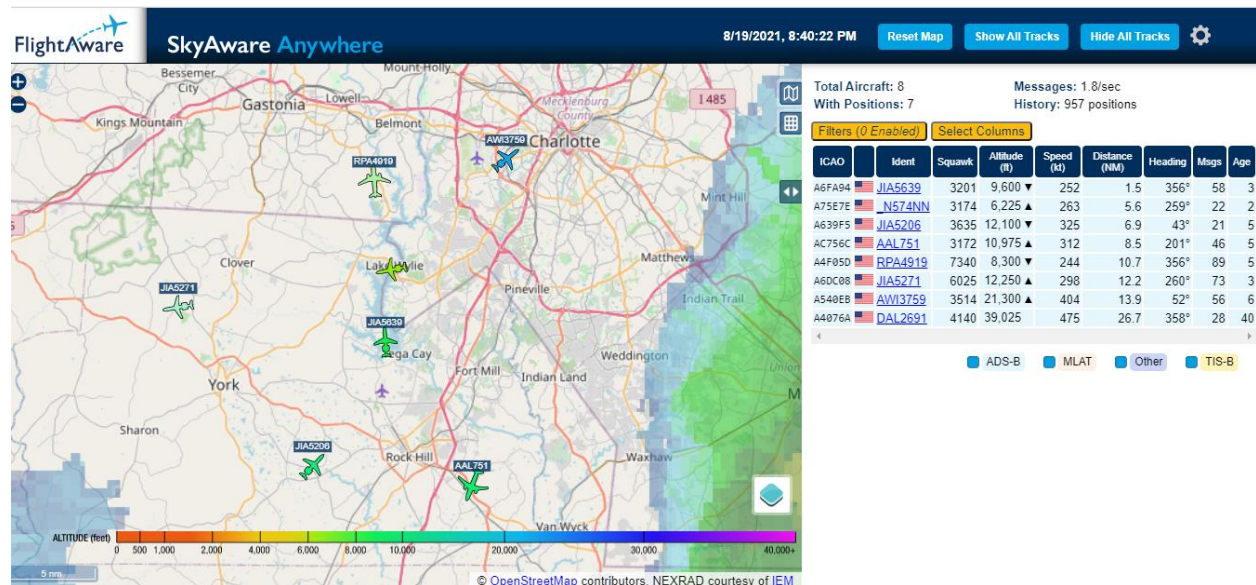 FlightAware
SkyAware Anywhere
8/19/2021, 8:40:22 PM
Reset Map
Show All Tracks
Hide All Tracks
Total Aircraft: 8
Messages: 1.8/sec
With Positions: 7
History: 957 positions
Filters (0 Enabled)
Select Columns
ICAO Ident Squawk Altitude (ft) Speed (kt) Distance (NM) Heading Msgs Age
A6FA94 JIA5639 3201 9,600 ▼ 252 1.5 356° 58 3
A75E7E _N574NN 3174 6,225 ▲ 263 5.6 259° 22 2
A639F5 JIA5206 3635 12,100 ▼ 325 6.9 43° 21 5
AC756C AAL751 3172 10,975 ▲ 312 8.5 201° 46 5
A4F05D RPA4919 7340 8,300 ▼ 244 10.7 356° 89 5
A6DC08 JIA5271 6025 12,250 ▲ 298 12.2 260° 73 3
A540EB AWI3759 3514 21,300 ▲ 404 13.9 52° 56 6
A4076A DAL2691 4140 39,025 475 26.7 358° 28 40
ADS-B
MLAT
Other
TIS-B
Bessemer City
Mount Holly
Gastonia
Lowell
Mecklenburg County
I 485
Kings Mountain
Belmont
AWI3759
Charlotte
RPA4919
Mint Hill
Clover
Lake Wylie
Matthews
JIA5271
Pineville
Indian Trail
JIA5639
Tega Cay
Weddington
Fort Mill
Indian Land
Union
York
M
Sharon
JIA5206
Rock Hill
AAL751
Waxhaw
Van Wyck
ALTITUDE (feet)
0 500 1,000 2,000 4,000 6,000 8,000 10,000 20,000 30,000 40,000+
5 nm
© OpenStreetMap contributors, NEXRAD courtesy of IEM